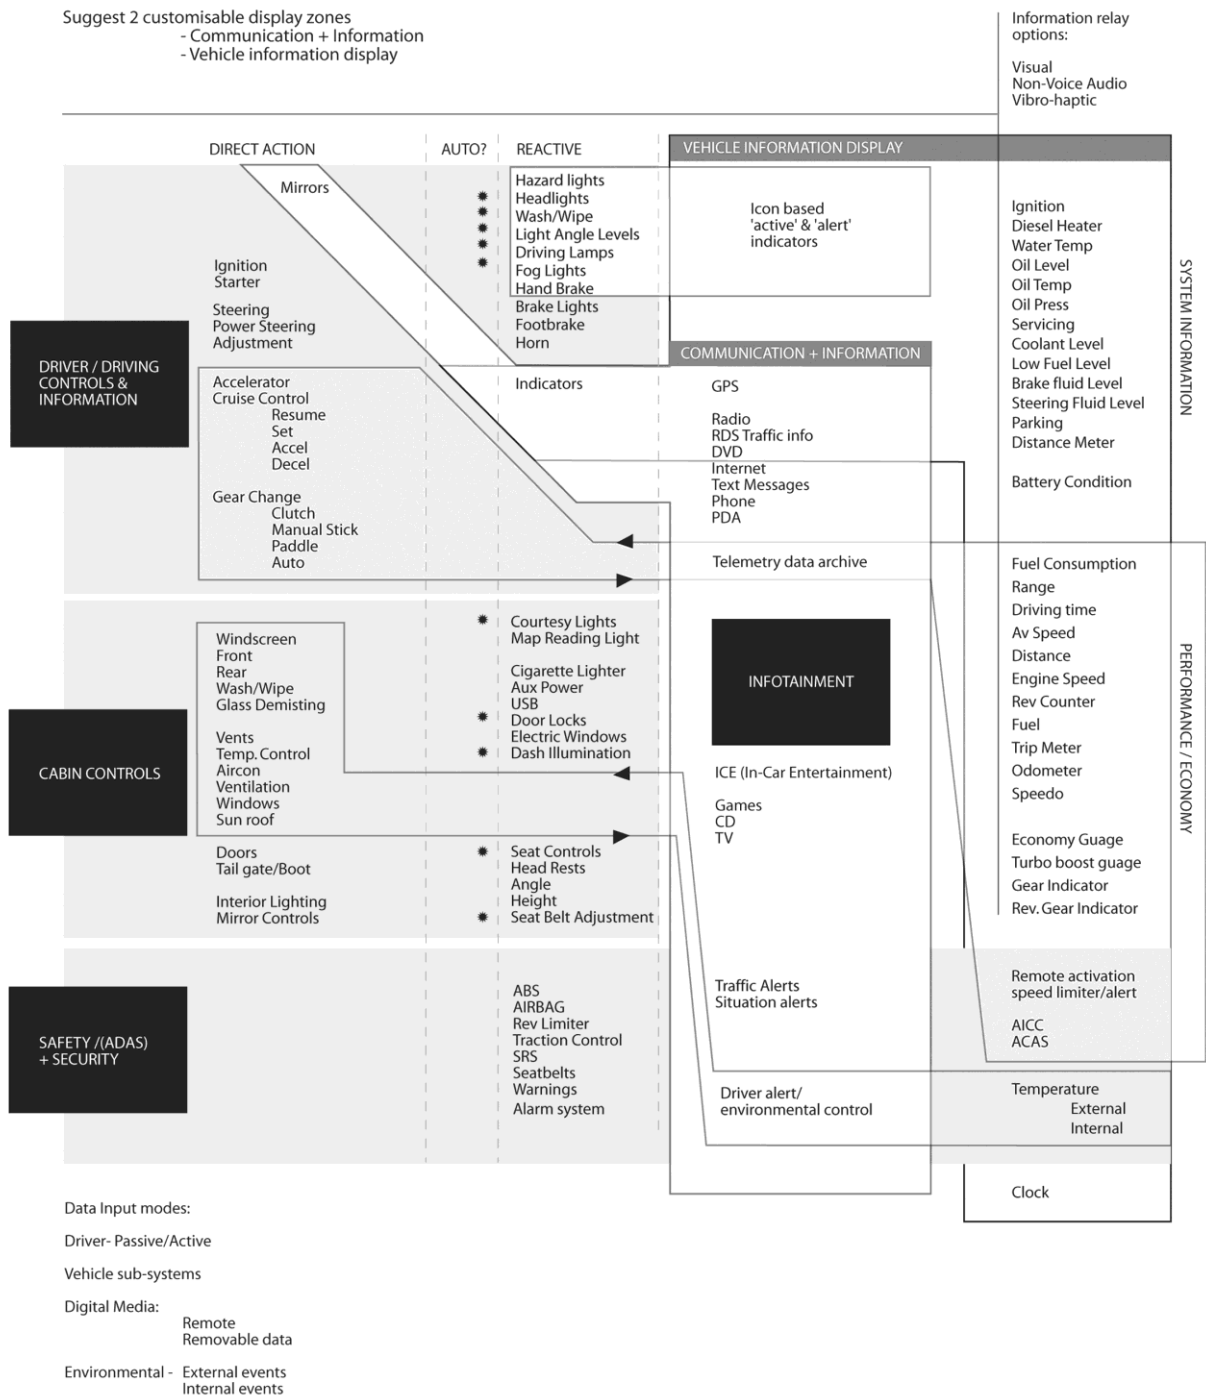 Suggest 2 customisable display zones
- Communication + Information
- Vehicle information display
Information relay
options:
Visual
Non-Voice Audio
Vibro-haptic
DIRECT ACTION
AUTO?
REACTIVE
VEHICLE INFORMATION DISPLAY
Mirrors
Ignition
Starter
Steering
Power Steering
Adjustment
DRIVER / DRIVING
CONTROLS &
INFORMATION
Accelerator
Cruise Control
Resume
Set
Accel
Decel
Gear Change
Clutch
Manual Stick
Paddle
Auto
Hazard lights
Headlights
Wash/Wipe
Light Angle Levels
Driving Lamps
Fog Lights
Hand Brake
Brake Lights
Footbrake
Horn
Indicators
Icon based
'active' & 'alert'
indicators
COMMUNICATION + INFORMATION
GPS
Radio
RDS Traffic info
DVD
Internet
Text Messages
Phone
PDA
Telemetry data archive
Ignition
Diesel Heater
Water Temp
Oil Level
Oil Temp
Oil Press
Servicing
Coolant Level
Low Fuel Level
Brake fluid Level
Steering Fluid Level
Parking
Distance Meter
Battery Condition
SYSTEM INFORMATION
Fuel Consumption
Range
Driving time
Av Speed
Distance
Engine Speed
Rev Counter
Fuel
Trip Meter
Odometer
Speedo
Economy Guage
Turbo boost guage
Gear Indicator
Rev. Gear Indicator
PERFORMANCE / ECONOMY
CABIN CONTROLS
Windscreen
Front
Rear
Wash/Wipe
Glass Demisting
Vents
Temp. Control
Aircon
Ventilation
Windows
Sun roof
Doors
Tail gate/Boot
Interior Lighting
Mirror Controls
Courtesy Lights
Map Reading Light
Cigarette Lighter
Aux Power
USB
Door Locks
Electric Windows
Dash Illumination
Seat Controls
Head Rests
Angle
Height
Seat Belt Adjustment
INFOTAINMENT
ICE (In-Car Entertainment)
Games
CD
TV
SAFETY /(ADAS)
+ SECURITY
ABS
AIRBAG
Rev Limiter
Traction Control
SRS
Seatbelts
Warnings
Alarm system
Traffic Alerts
Situation alerts
Driver alert/
environmental control
Remote activation
speed limiter/alert
AICC
ACAS
Temperature
External
Internal
Clock
Data Input modes:
Driver- Passive/Active
Vehicle sub-systems
Digital Media:
Remote
Removable data
Environmental - External events
Internal events